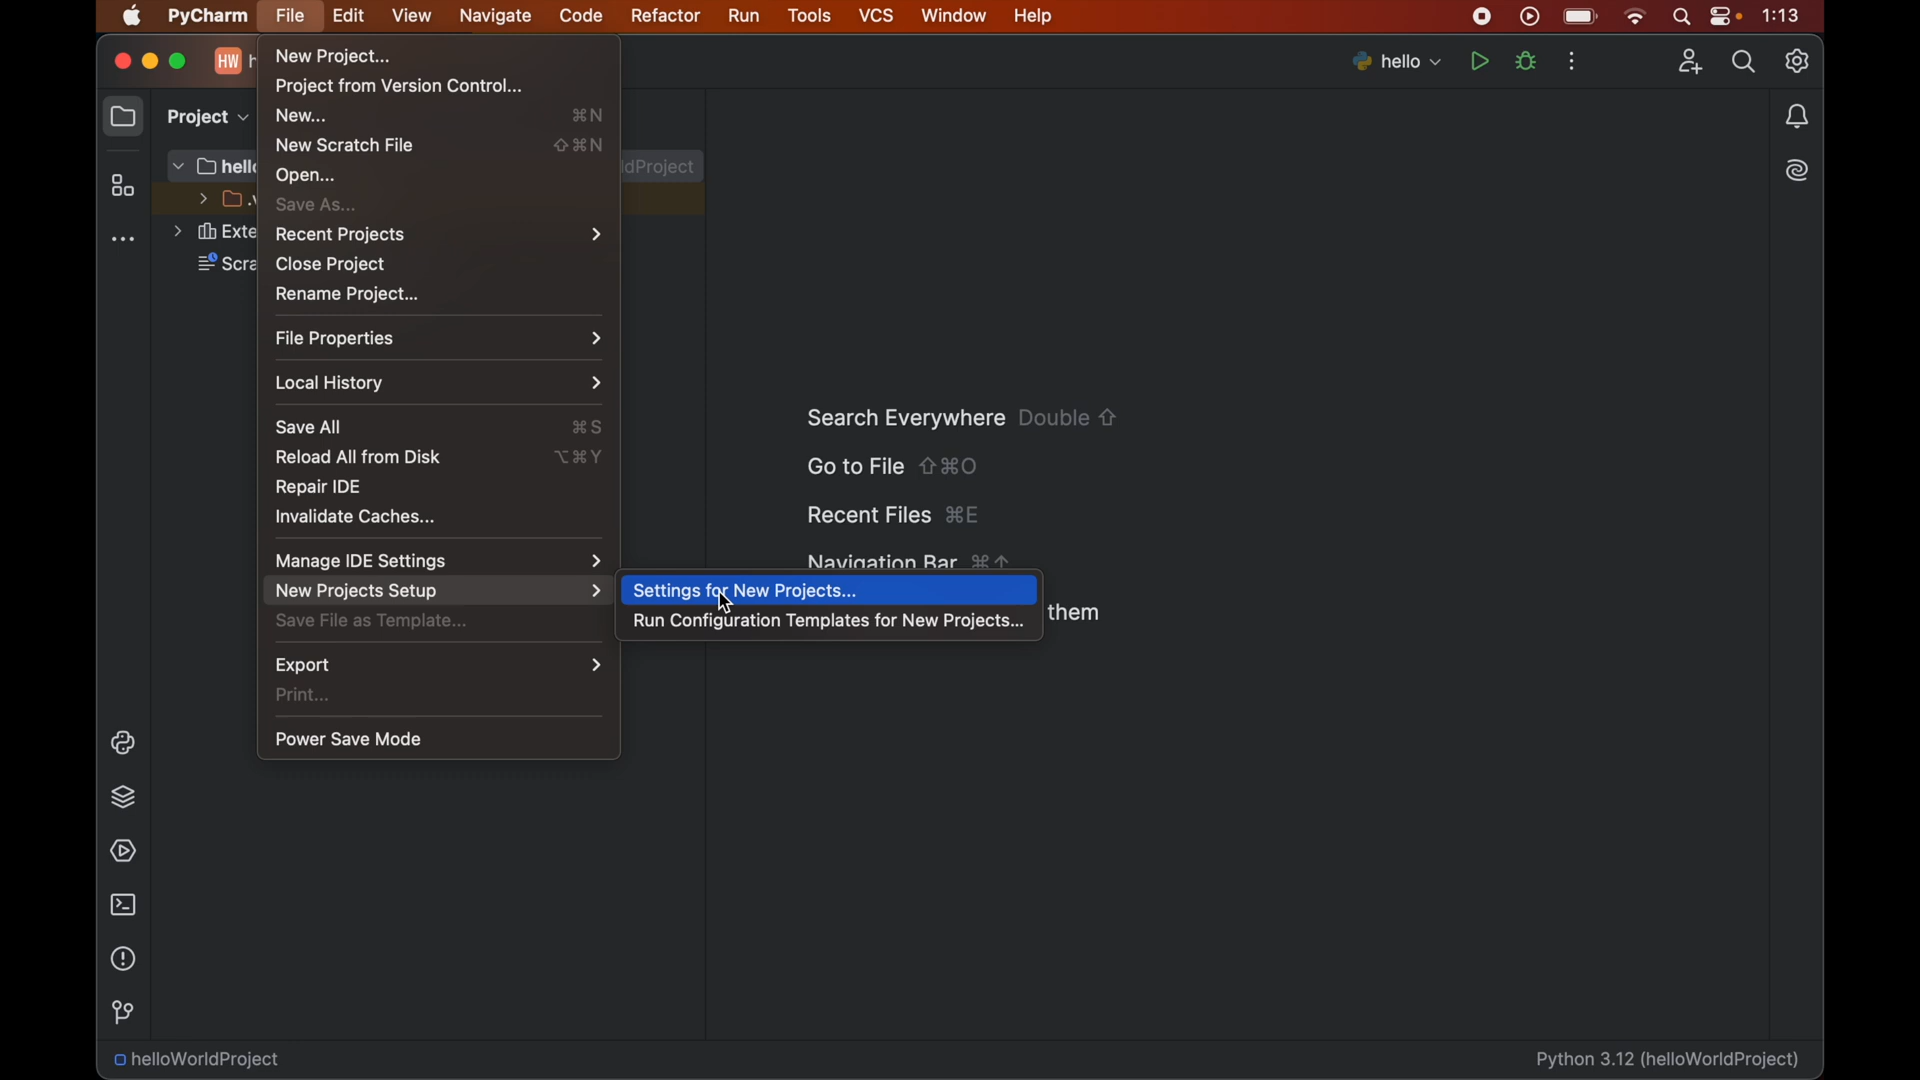 PyCharm File Edit View Navigate Code Refactor Run Tools VCS Window Help 1:13
HW hello
Project
New Project...
Project from Version Control...
New... ⌘N
New Scratch File ⇧⌘N
Open...
Save As...
Recent Projects
Close Project
Rename Project...
File Properties
Local History
Save All ⌘S
Reload All from Disk ⌥⌘Y
Repair IDE
Invalidate Caches...
Manage IDE Settings
New Projects Setup
Save File as Template...
Export
Print...
Power Save Mode
Settings for New Projects...
Run Configuration Templates for New Projects...
Search Everywhere Double ⇧
Go to File ⇧⌘O
Recent Files ⌘E
Navigation Bar ⌘↑
them
helloWorldProject
Python 3.12 (helloWorldProject)